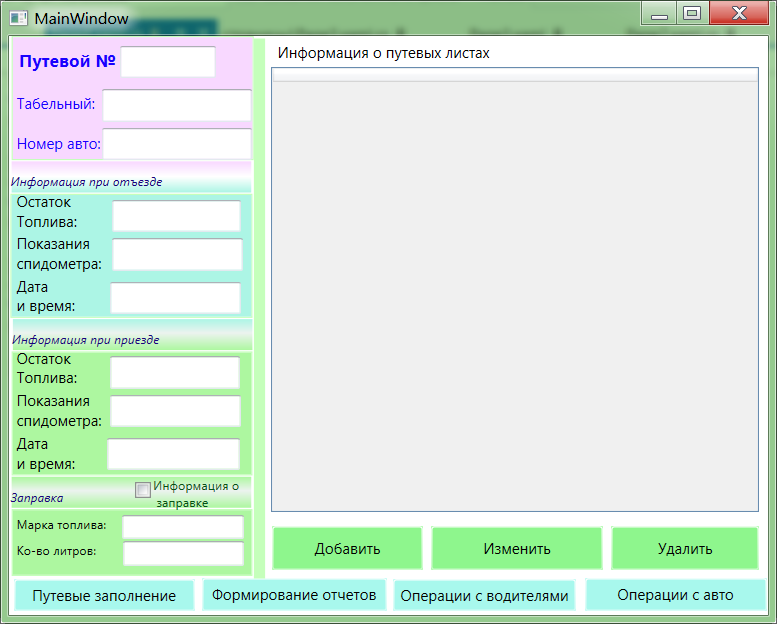 MainWindow
Путевой №
Табельный:
Номер авто:
Информация при отъезде
Остаток
Топлива:
Показания
спидометра:
Дата
и время:
Информация при приезде
Остаток
Топлива:
Показания
спидометра:
Дата
и время:
Заправка
Информация о
заправке
Марка топлива:
Ко-во литров:
Информация о путевых листах
Добавить
Изменить
Удалить
Путевые заполнение
Формирование отчетов
Операции с водителями
Операции с авто